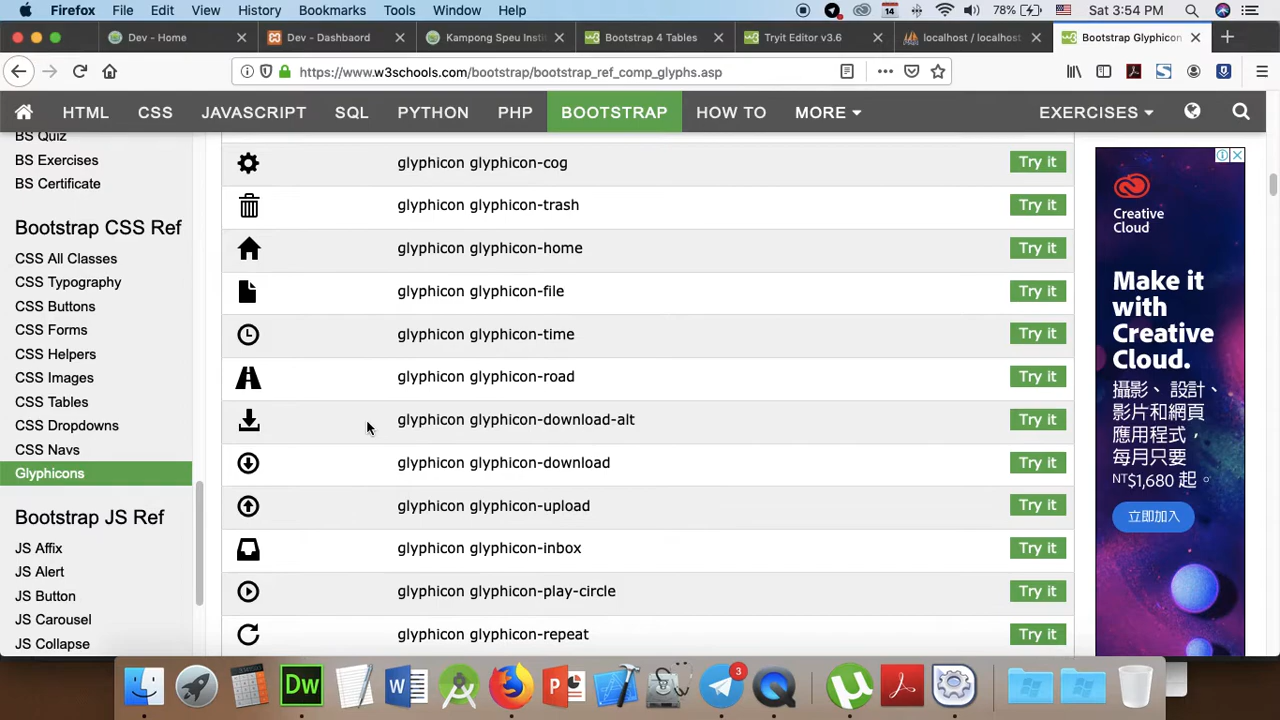 Firefox File Edit View History Bookmarks Tools Window Help 14 78% Sat 3:54 PM
Dev - Home Dev - Dashboard Kampong Speu Insti Bootstrap 4 Tables Tryit Editor v3.6 localhost / localhost Bootstrap Glyphicon
https://www.w3schools.com/bootstrap/bootstrap_ref_comp_glyphs.asp
HTML CSS JAVASCRIPT SQL PYTHON PHP BOOTSTRAP HOW TO MORE EXERCISES
BS Quiz
BS Exercises
BS Certificate
Bootstrap CSS Ref
CSS All Classes
CSS Typography
CSS Buttons
CSS Forms
CSS Helpers
CSS Images
CSS Tables
CSS Dropdowns
CSS Navs
Glyphicons
Bootstrap JS Ref
JS Affix
JS Alert
JS Button
JS Carousel
JS Collapse
glyphicon glyphicon-cog Try it
glyphicon glyphicon-trash Try it
glyphicon glyphicon-home Try it
glyphicon glyphicon-file Try it
glyphicon glyphicon-time Try it
glyphicon glyphicon-road Try it
glyphicon glyphicon-download-alt Try it
glyphicon glyphicon-download Try it
glyphicon glyphicon-upload Try it
glyphicon glyphicon-inbox Try it
glyphicon glyphicon-play-circle Try it
glyphicon glyphicon-repeat Try it
Creative
Cloud
Make it
with
Creative
Cloud.
攝影、設計、
影片和網頁
應用程式，
每月只要
NT$1,680 起。
立即加入
Dw W P 3